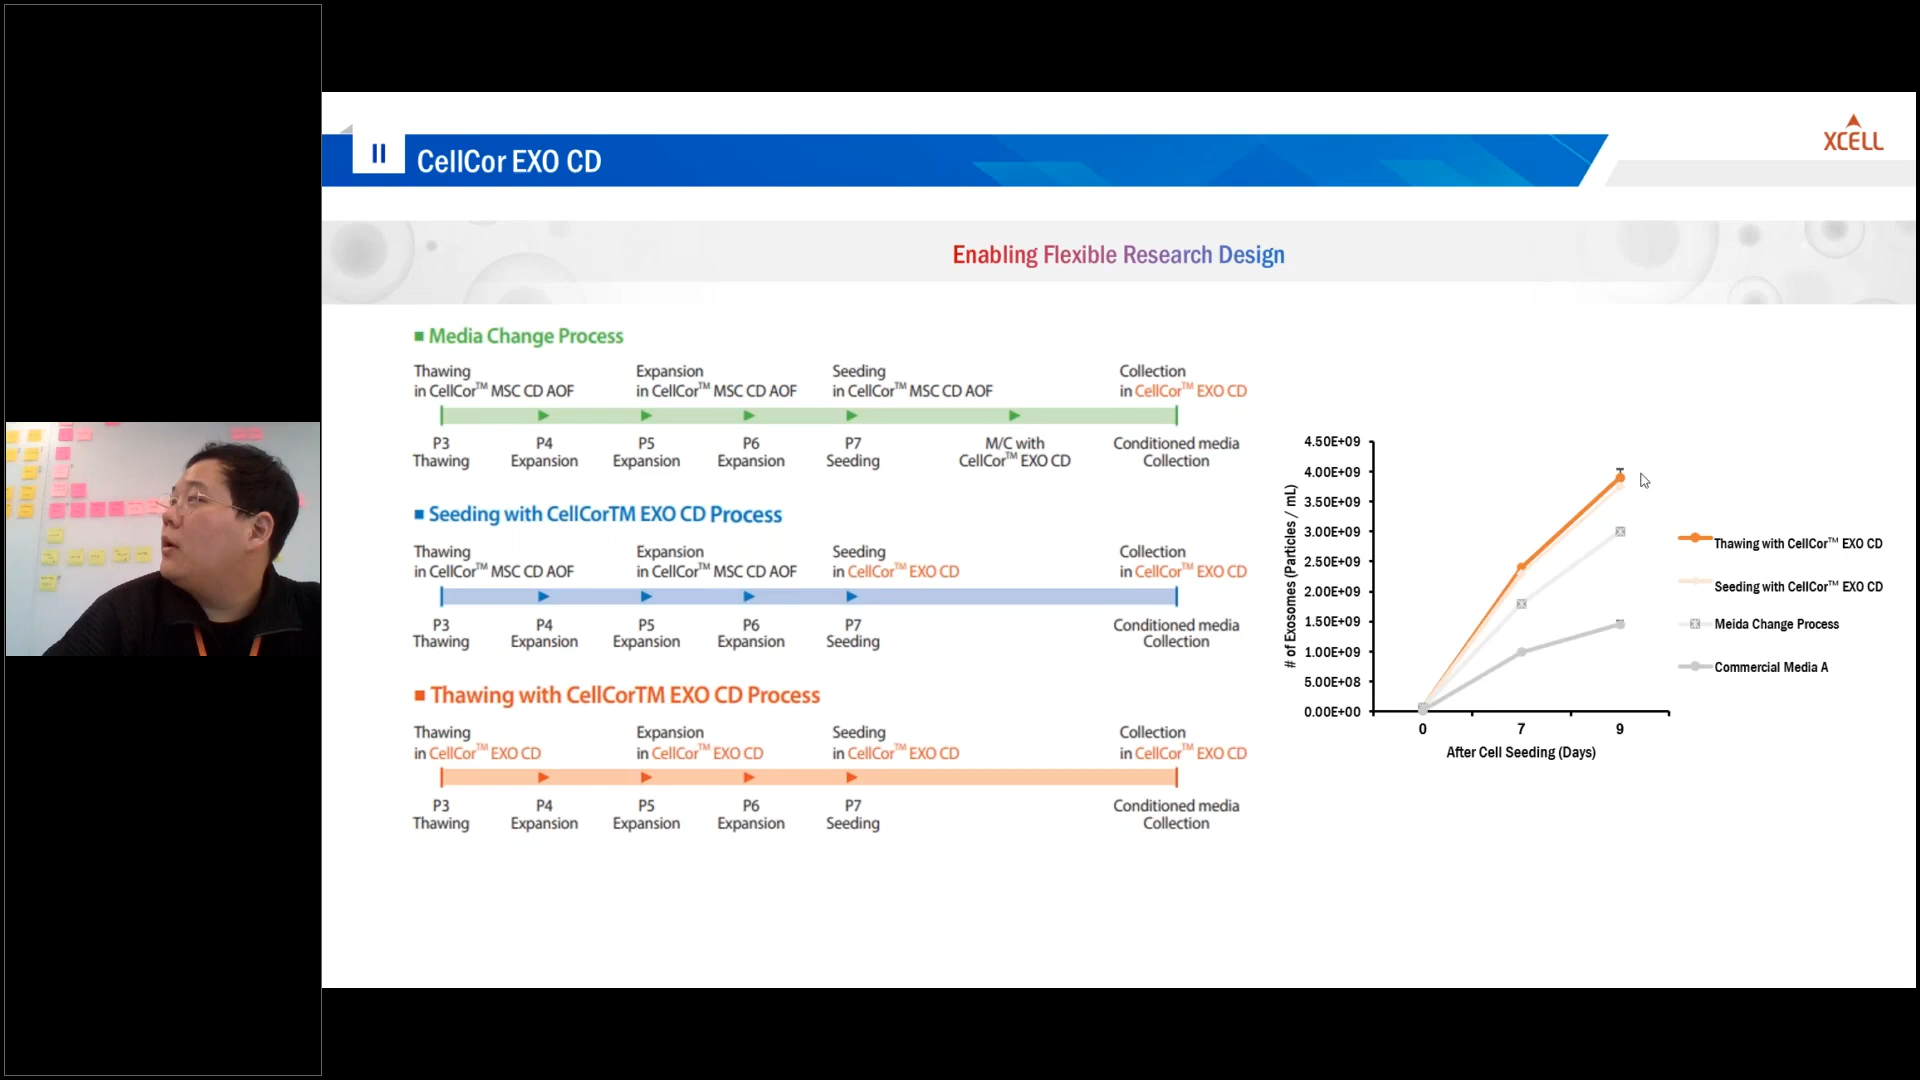 II
CellCor EXO CD
XCELL
Enabling Flexible Research Design
■ Media Change Process
Thawing
in CellCor™ MSC CD AOF
Expansion
in CellCor™ MSC CD AOF
Seeding
in CellCor™ MSC CD AOF
Collection
in CellCor™ EXO CD
P3
Thawing
P4
Expansion
P5
Expansion
P6
Expansion
P7
Seeding
M/C with
CellCor™ EXO CD
Conditioned media
Collection
■ Seeding with CellCorTM EXO CD Process
Thawing
in CellCor™ MSC CD AOF
Expansion
in CellCor™ MSC CD AOF
Seeding
in CellCor™ EXO CD
Collection
in CellCor™ EXO CD
P3
Thawing
P4
Expansion
P5
Expansion
P6
Expansion
P7
Seeding
Conditioned media
Collection
■ Thawing with CellCorTM EXO CD Process
Thawing
in CellCor™ EXO CD
Expansion
in CellCor™ EXO CD
Seeding
in CellCor™ EXO CD
Collection
in CellCor™ EXO CD
P3
Thawing
P4
Expansion
P5
Expansion
P6
Expansion
P7
Seeding
Conditioned media
Collection
# of Exosomes (Particles / mL)
4.50E+09
4.00E+09
3.50E+09
3.00E+09
2.50E+09
2.00E+09
1.50E+09
1.00E+09
5.00E+08
0.00E+00
0
7
9
After Cell Seeding (Days)
Thawing with CellCor™ EXO CD
Seeding with CellCor™ EXO CD
Meida Change Process
Commercial Media A